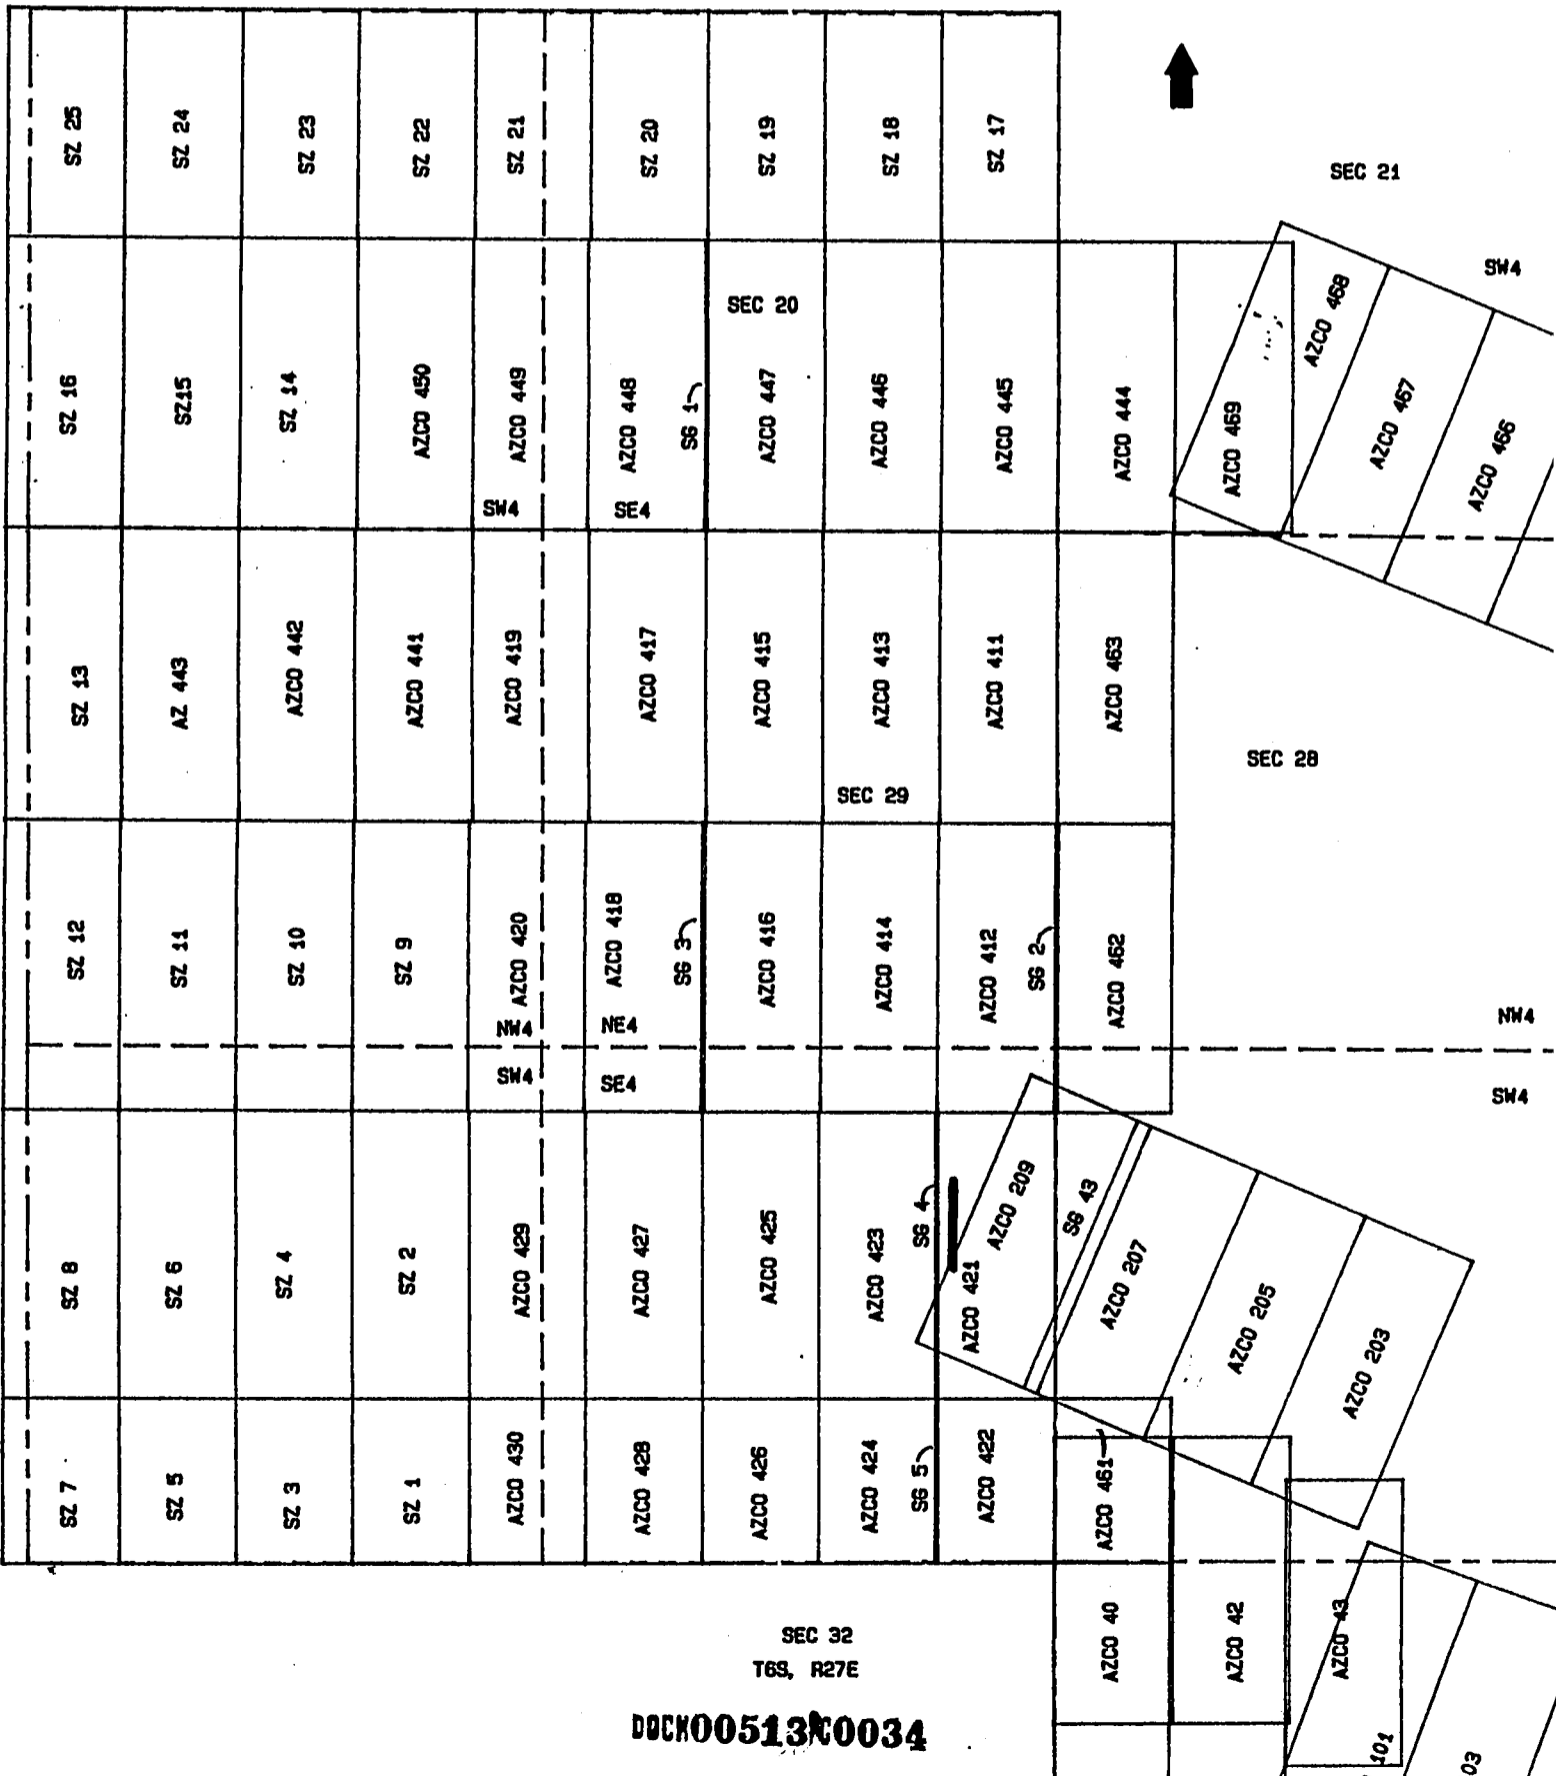 SZ 25
SZ 24
SZ 23
SZ 22
SZ 21
SZ 20
SZ 19
SZ 18
SZ 17
SEC 21
SW4
SEC 20
SZ 16
SZ15
SZ 14
AZCO 450
AZCO 449
AZCO 448
SG 1
AZCO 447
AZCO 446
AZCO 445
AZCO 444
AZCO 469
AZCO 468
AZCO 467
AZCO 466
SW4
SE4
SZ 13
AZ 443
AZCO 442
AZCO 441
AZCO 419
AZCO 417
AZCO 415
AZCO 413
AZCO 411
AZCO 463
SEC 28
SEC 29
SZ 12
SZ 11
SZ 10
SZ 9
AZCO 420
AZCO 418
SG 3
AZCO 416
AZCO 414
AZCO 412
SG 2
AZCO 462
NW4
NE4
NW4
SW4
SE4
SW4
SZ 8
SZ 6
SZ 4
SZ 2
AZCO 429
AZCO 427
AZCO 425
AZCO 423
SG 4
AZCO 421
AZCO 209
SG 43
AZCO 207
AZCO 205
AZCO 203
SZ 7
SZ 5
SZ 3
SZ 1
AZCO 430
AZCO 428
AZCO 426
AZCO 424
SG 5
AZCO 422
AZCO 461
AZCO 40
AZCO 42
AZCO 43
101
03
SEC 32
T6S, R27E